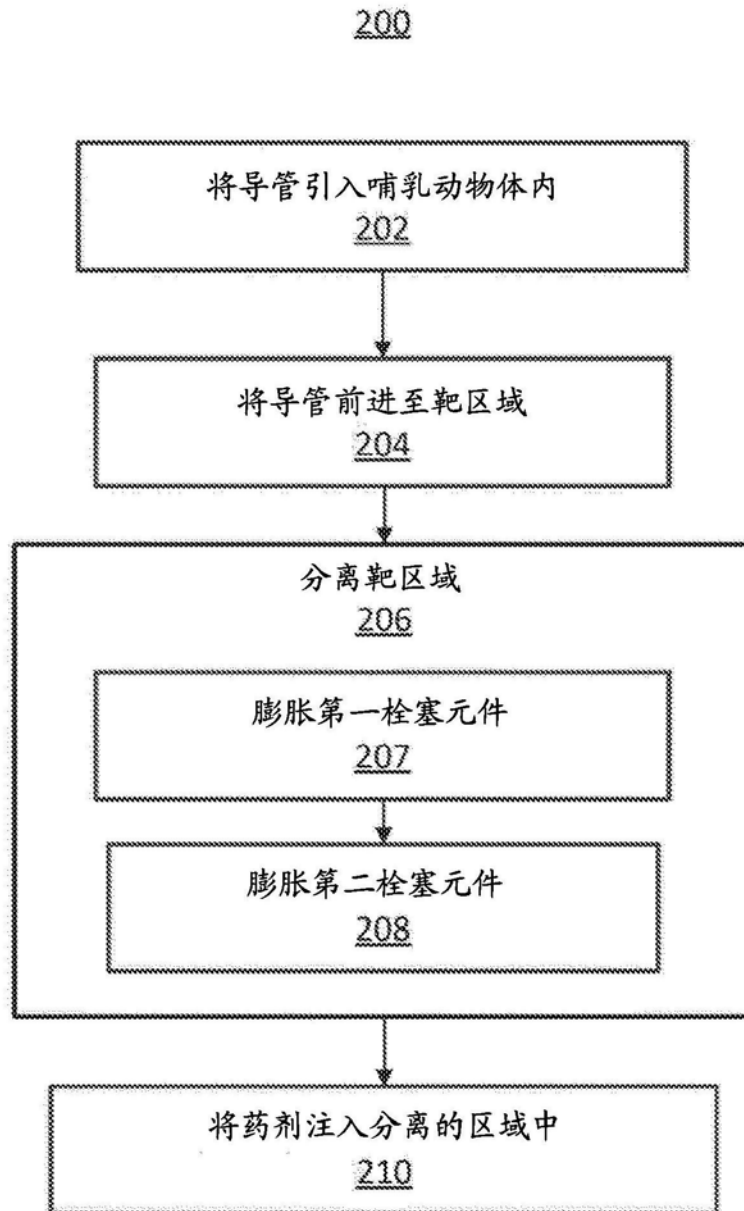 200
将导管引入哺乳动物体内
202
将导管前进至靶区域
204
分离靶区域
206
膨胀第一栓塞元件
207
膨胀第二栓塞元件
208
将药剂注入分离的区域中
210